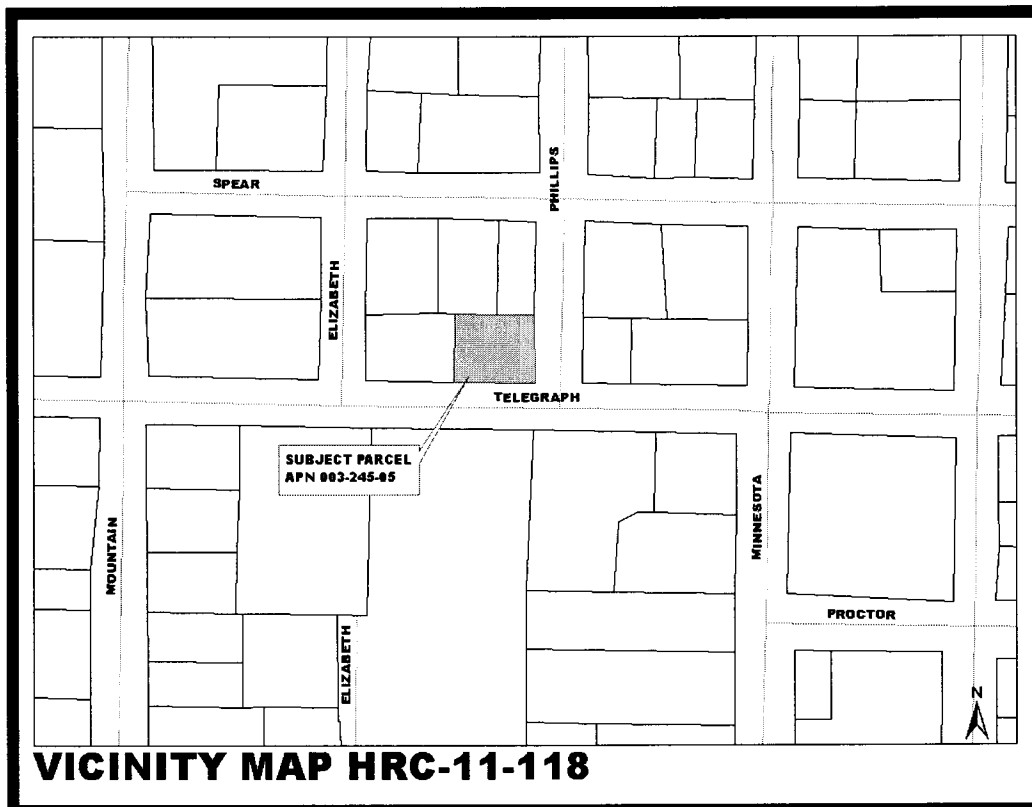 SPEAR
PHILLIPS
ELIZABETH
TELEGRAPH
SUBJECT PARCEL
APN 003-245-05
MOUNTAIN
MINNESOTA
PROCTOR
ELIZABETH
N
VICINITY MAP HRC-11-118